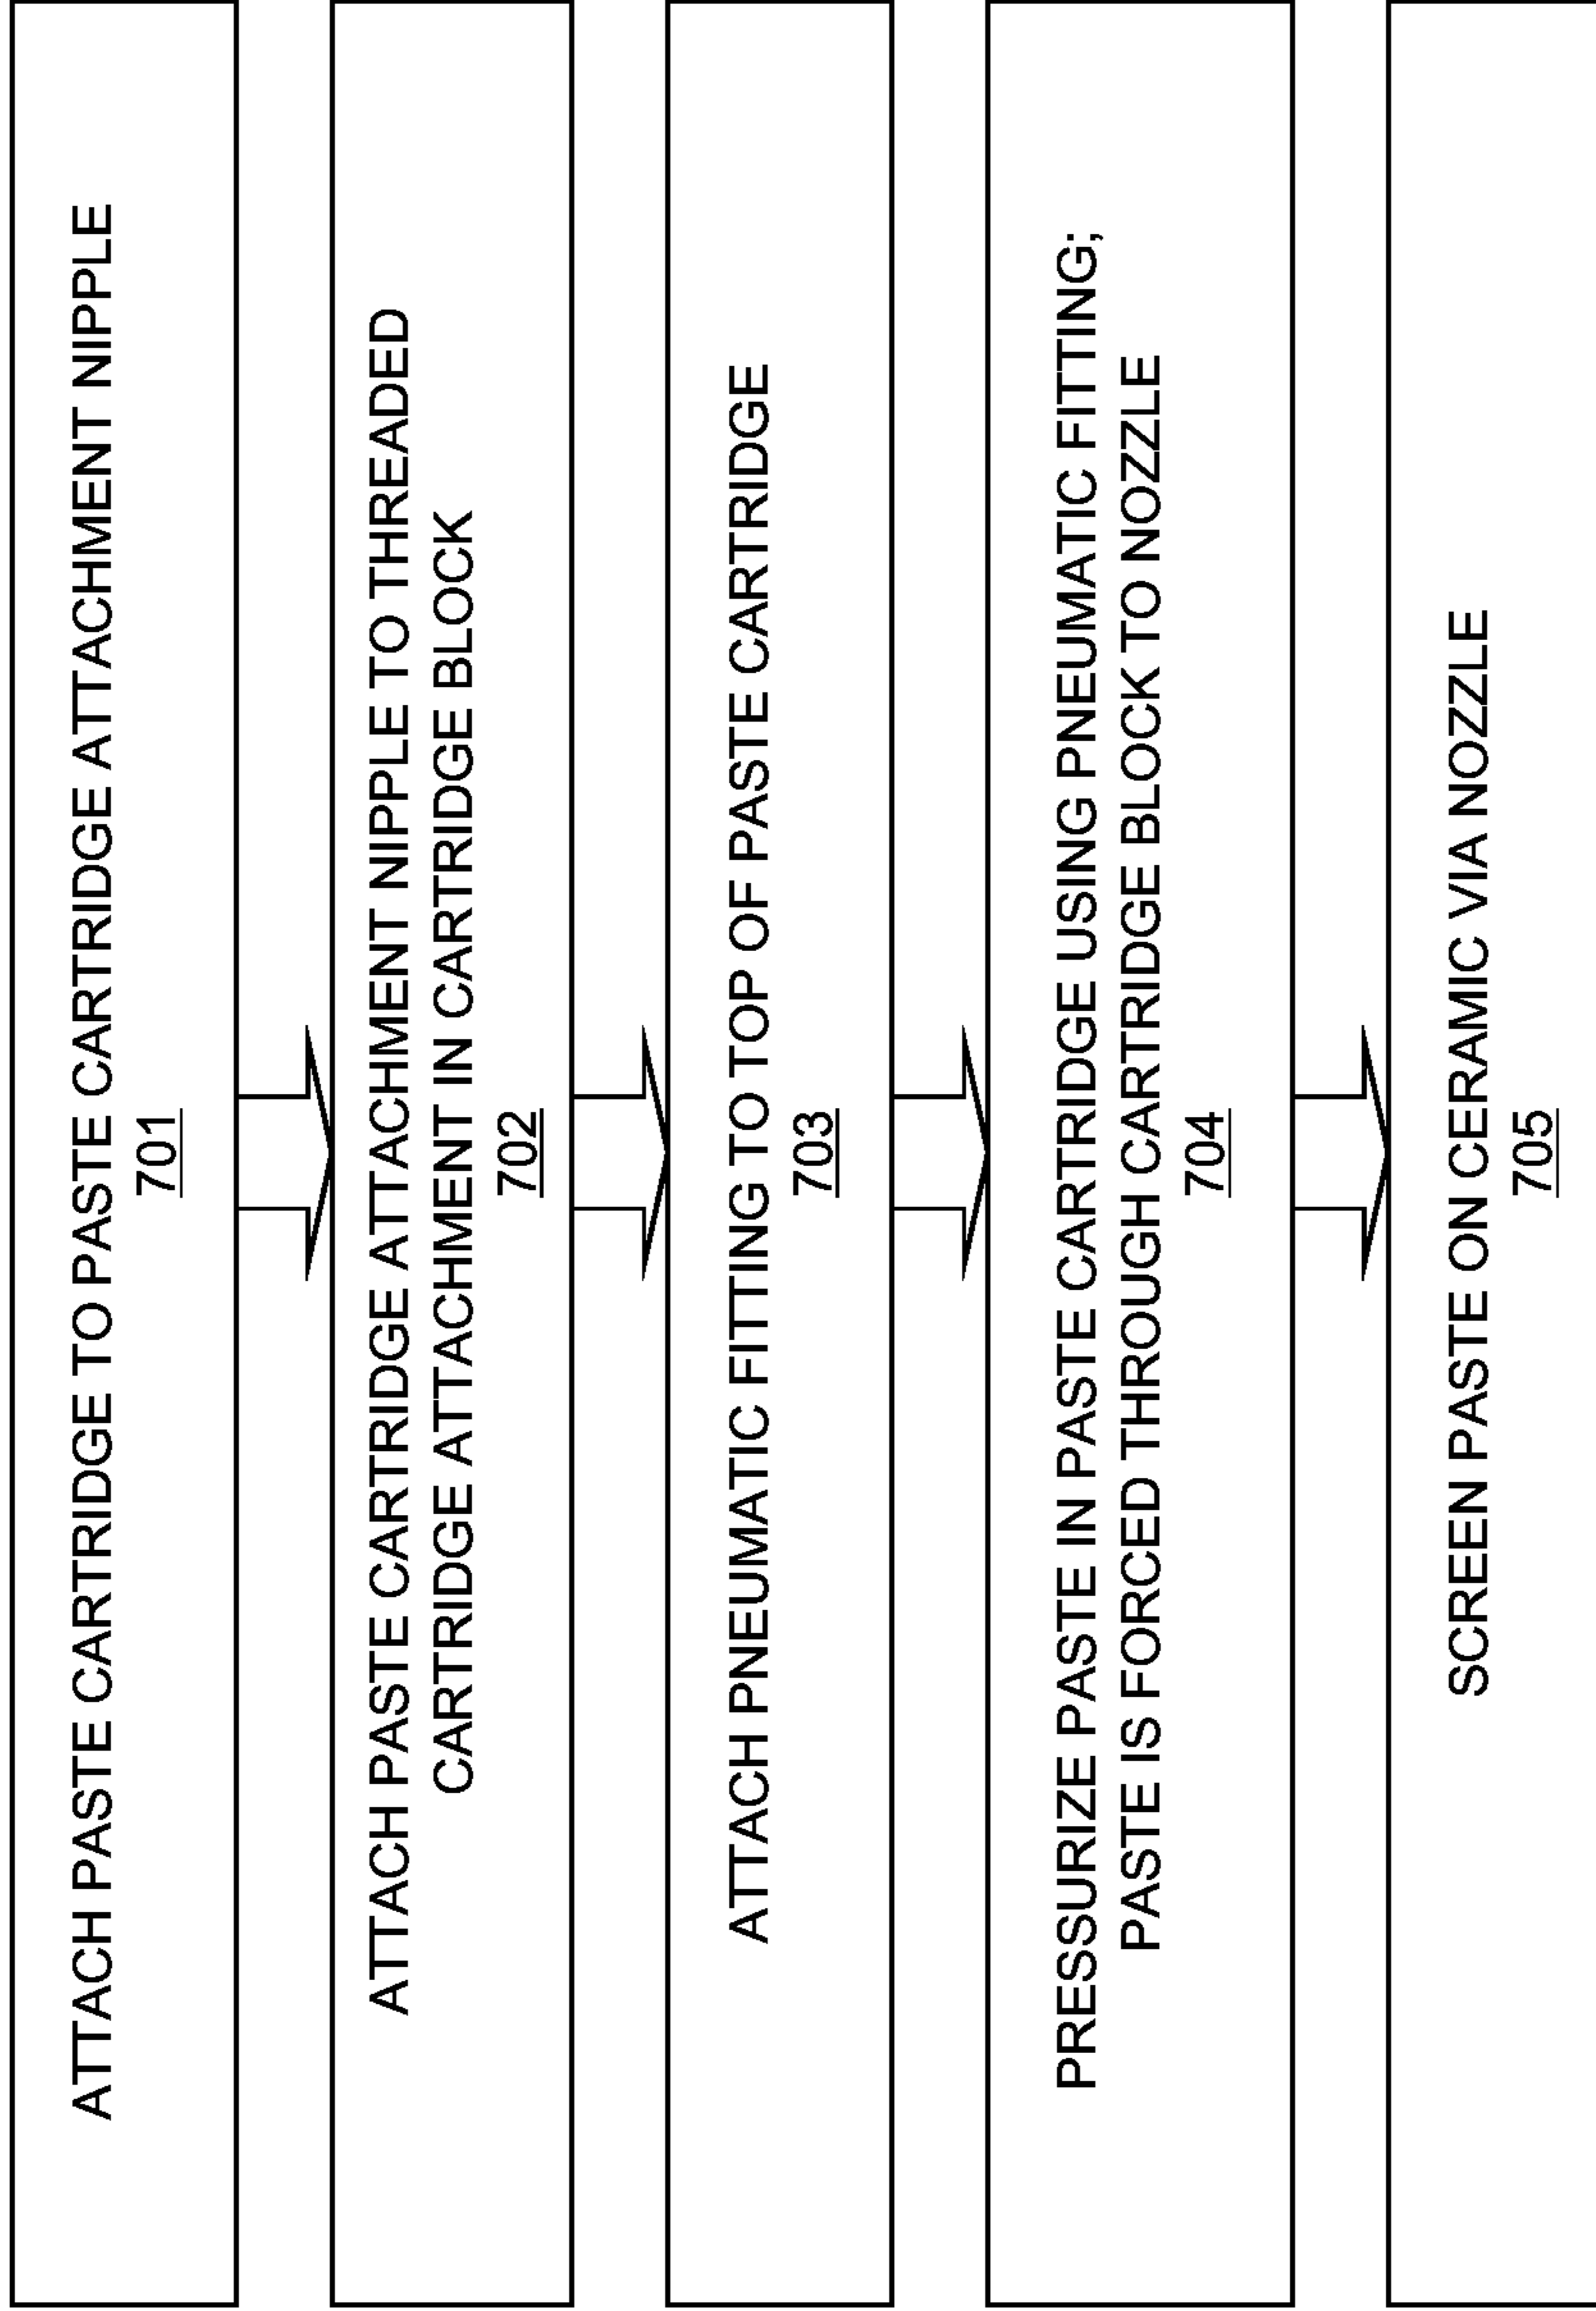 ATTACH PASTE CARTRIDGE TO PASTE CARTRIDGE ATTACHMENT NIPPLE
701
ATTACH PASTE CARTRIDGE ATTACHMENT NIPPLE TO THREADED
CARTRIDGE ATTACHMENT IN CARTRIDGE BLOCK
702
ATTACH PNEUMATIC FITTING TO TOP OF PASTE CARTRIDGE
703
PRESSURIZE PASTE IN PASTE CARTRIDGE USING PNEUMATIC FITTING;
PASTE IS FORCED THROUGH CARTRIDGE BLOCK TO NOZZLE
704
SCREEN PASTE ON CERAMIC VIA NOZZLE
705